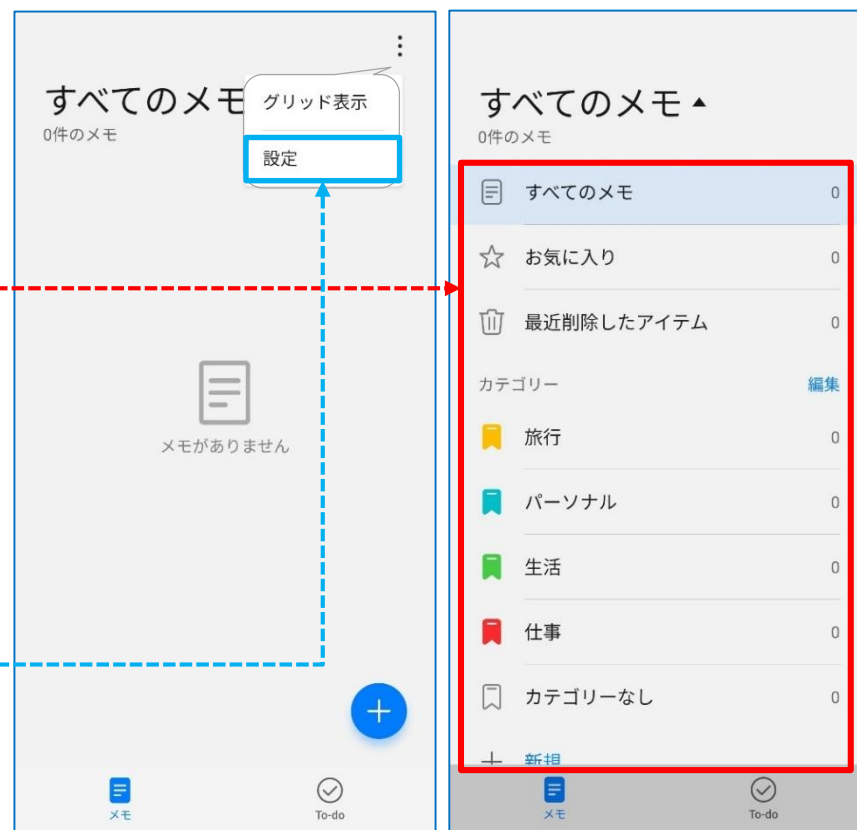 すべてのメモ
0件のメモ
グリッド表示
設定
メモがありません
メモ
To-do
すべてのメモ
0件のメモ
すべてのメモ 0
お気に入り 0
最近削除したアイテム 0
カテゴリー 編集
旅行 0
パーソナル 0
生活 0
仕事 0
カテゴリーなし 0
新規
メモ
To-do